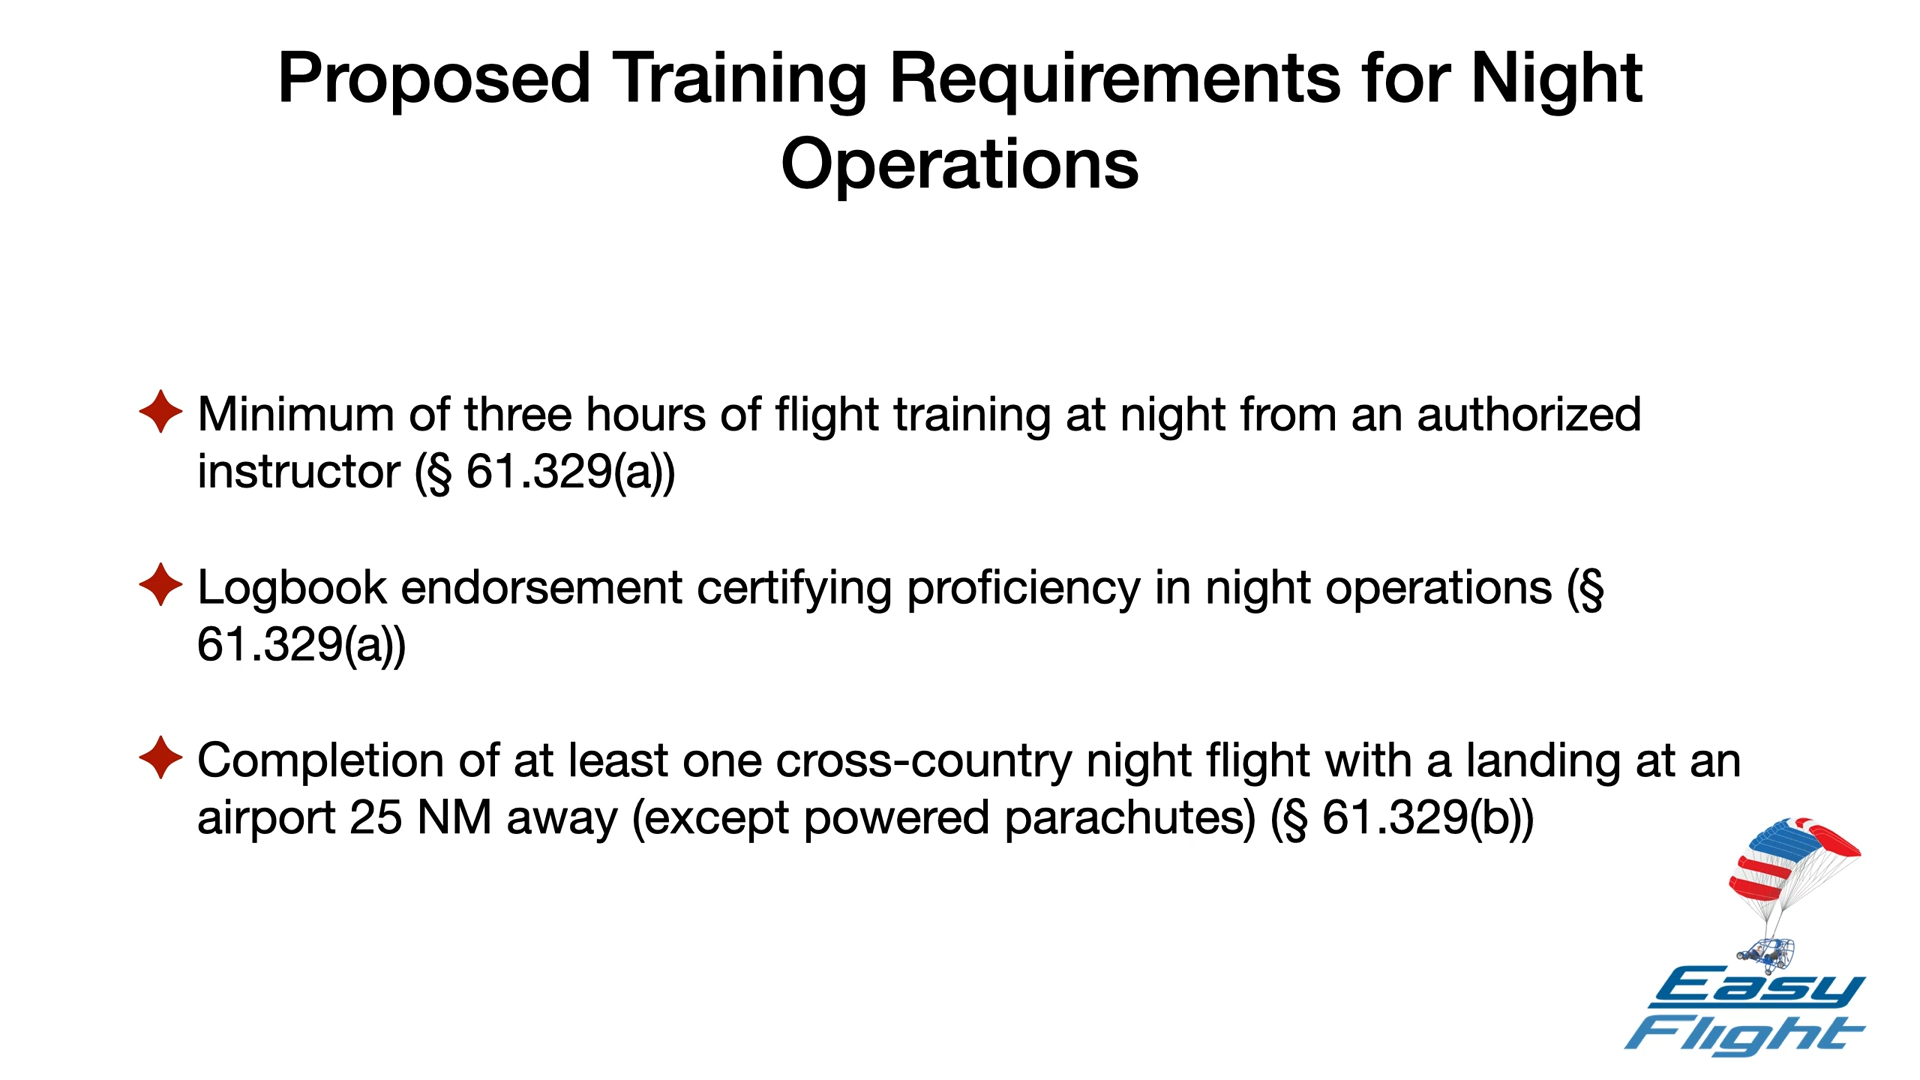 Proposed Training Requirements for Night
Operations
Minimum of three hours of flight training at night from an authorized
instructor (§ 61.329(a))
Logbook endorsement certifying proficiency in night operations (§
61.329(a))
Completion of at least one cross-country night flight with a landing at an
airport 25 NM away (except powered parachutes) (§ 61.329(b))
Easy
Flight